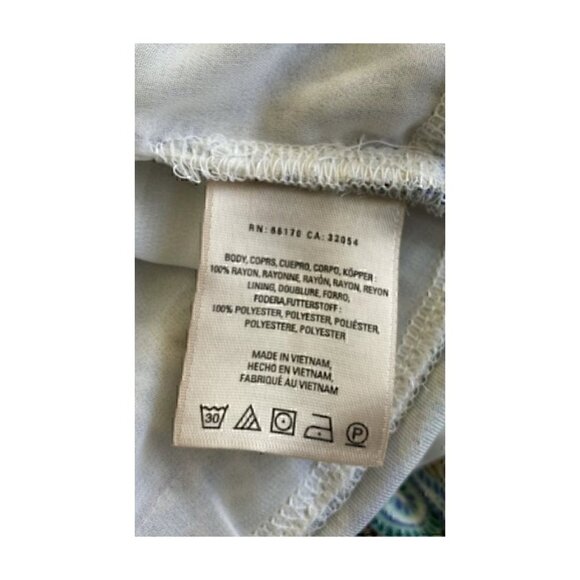 RN: 66170 CA: 32054
BODY, COPRS, CUEPRO, CORPO, KÖPPER :
100% RAYON, RAYONNE, RAYÓN, RAYON, REYON
LINING, DOUBLURE, FORRO,
FODERA,FUTTERSTOFF :
100% POLYESTER, POLYESTER, POLIÉSTER,
POLYESTERE, POLYESTER
MADE IN VIETNAM,
HECHO EN VIETNAM,
FABRIQUÉ AU VIETNAM
30 P